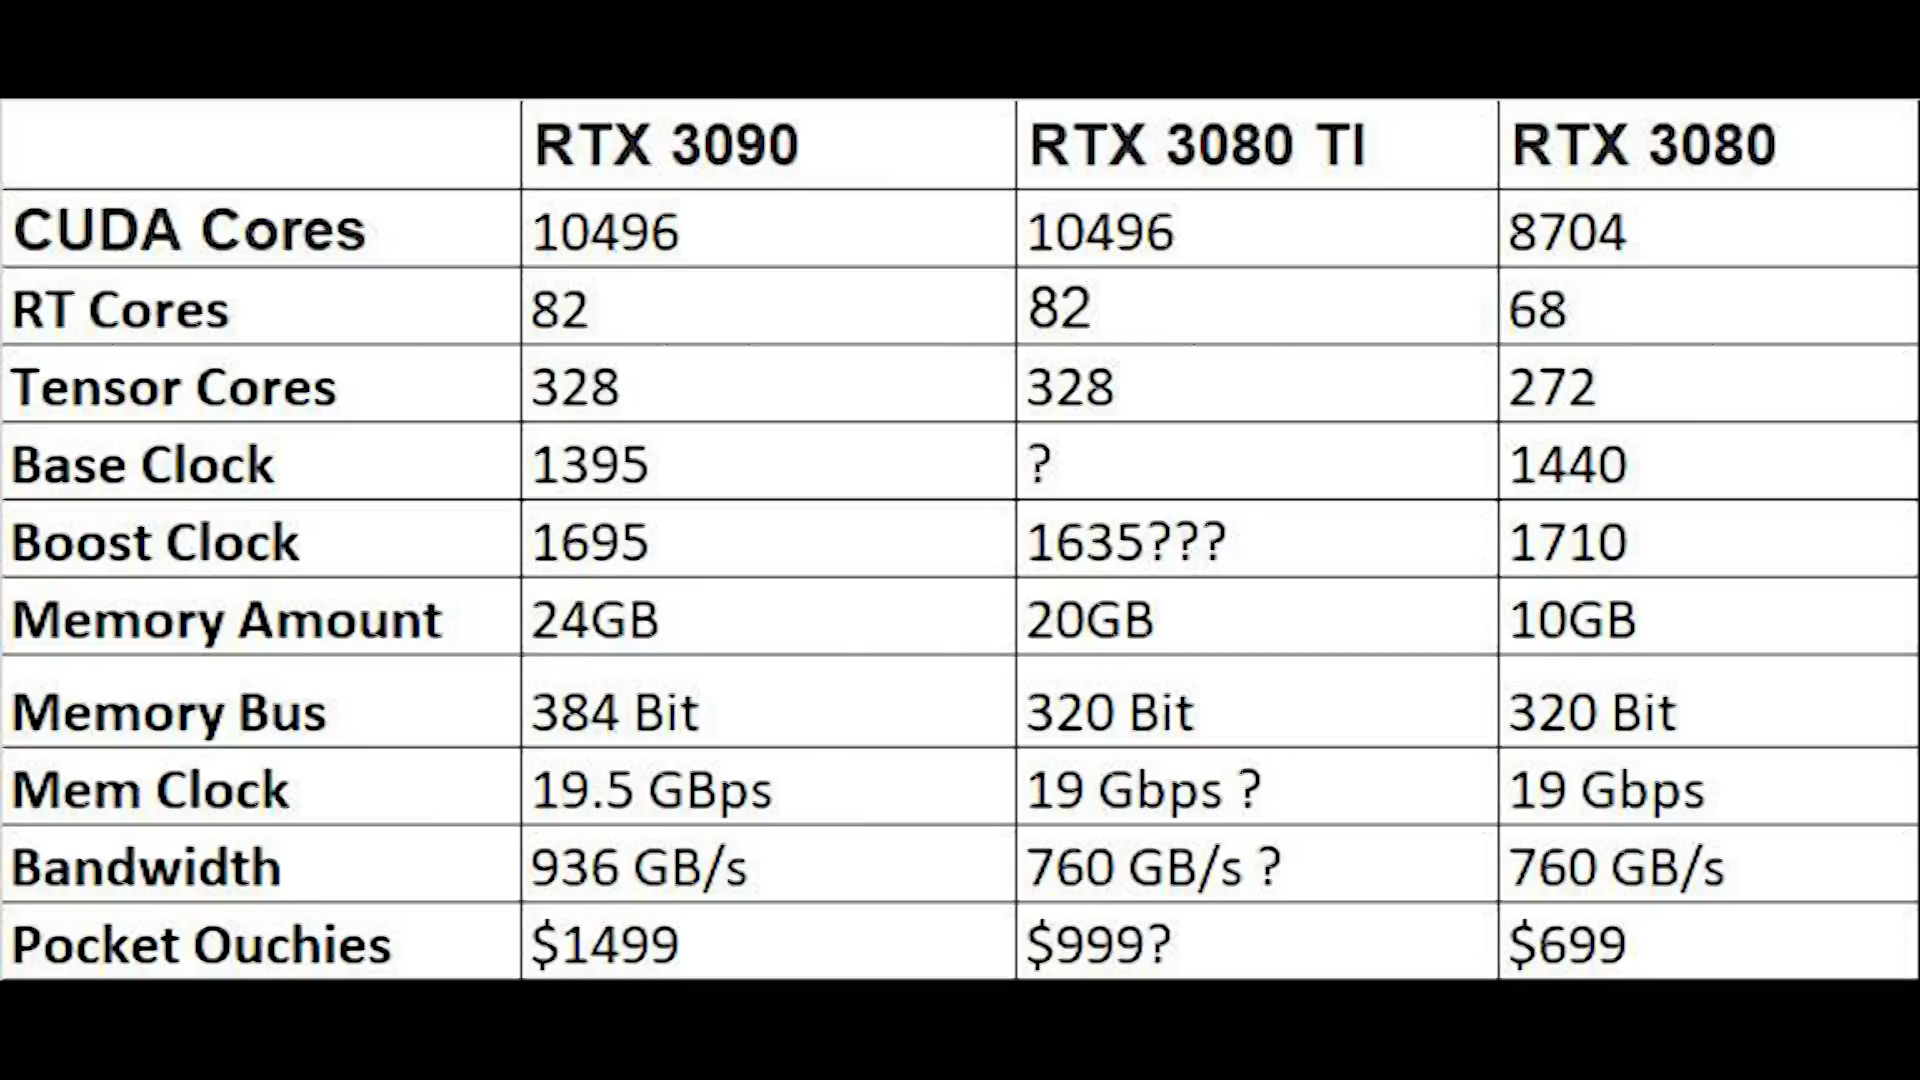 RTX 3090 RTX 3080 TI RTX 3080
CUDA Cores 10496 10496 8704
RT Cores 82 82 68
Tensor Cores 328 328 272
Base Clock 1395 ? 1440
Boost Clock 1695 1635??? 1710
Memory Amount 24GB 20GB 10GB
Memory Bus 384 Bit 320 Bit 320 Bit
Mem Clock 19.5 GBps 19 Gbps ? 19 Gbps
Bandwidth 936 GB/s 760 GB/s ? 760 GB/s
Pocket Ouchies $1499 $999? $699